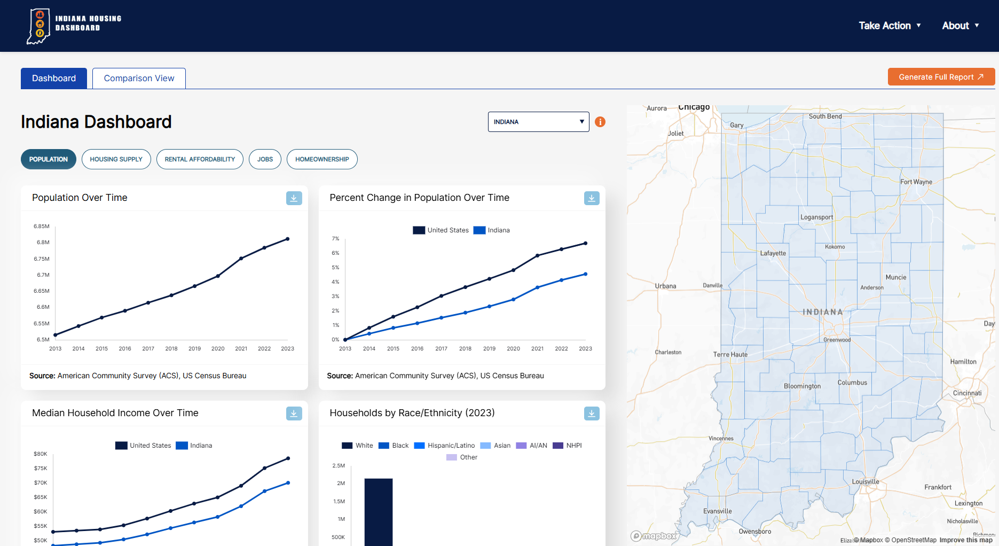 INDIANA HOUSING
DASHBOARD
Take Action ▼
About ▼
Dashboard
Comparison View
Generate Full Report ↗
Indiana Dashboard
INDIANA ▼
i
POPULATION
HOUSING SUPPLY
RENTAL AFFORDABILITY
JOBS
HOMEOWNERSHIP
Population Over Time
6.85M
6.8M
6.75M
6.7M
6.65M
6.6M
6.55M
6.5M
2013 2014 2015 2016 2017 2018 2019 2020 2021 2022 2023
Source: American Community Survey (ACS), US Census Bureau
Percent Change in Population Over Time
United States Indiana
7%
6%
5%
4%
3%
2%
1%
0%
2013 2014 2015 2016 2017 2018 2019 2020 2021 2022 2023
Source: American Community Survey (ACS), US Census Bureau
Median Household Income Over Time
United States Indiana
$80K
$75K
$70K
$65K
$60K
$55K
$50K
Households by Race/Ethnicity (2023)
White Black Hispanic/Latino Asian AI/AN NHPI
Other
2.5M
2M
1.5M
1M
500K
Chicago
Aurora
South Bend
Gary
Joliet
Fort Wayne
Logansport
Kokomo
Lafayette
Muncie
Urbana
Danville
Anderson
INDIANA
Day
Greenwood
Charleston
Terre Haute
Hamilton
Columbus
Bloomington
Cincinnati
Vincennes
Louisville
Frankfort
Lexington
Evansville
Nicholasville
Owensboro
Richmon
mapbox
Eliz
© Mapbox © OpenStreetMap Improve this map